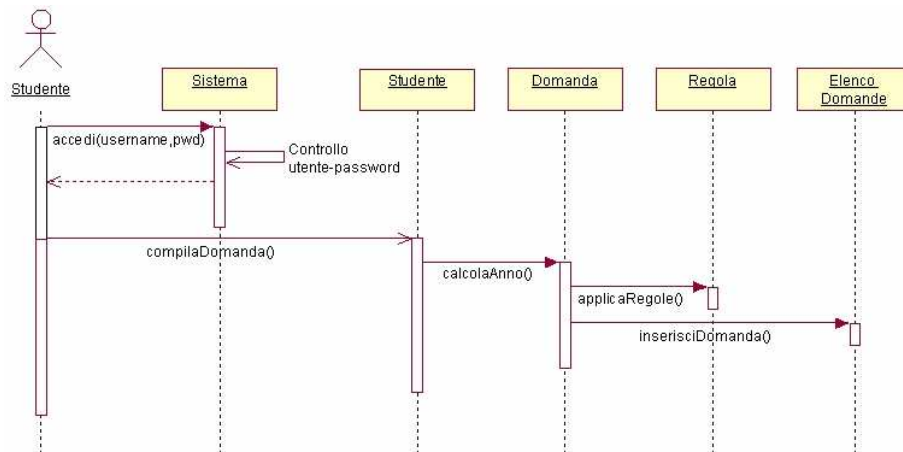 Studente
Sistema
Studente
Domanda
Regola
Elenco
Domande
accedi(username,pwd)
Controllo
utente-password
compilaDomanda()
calcolaAnno()
applicaRegole()
inserisciDomanda()